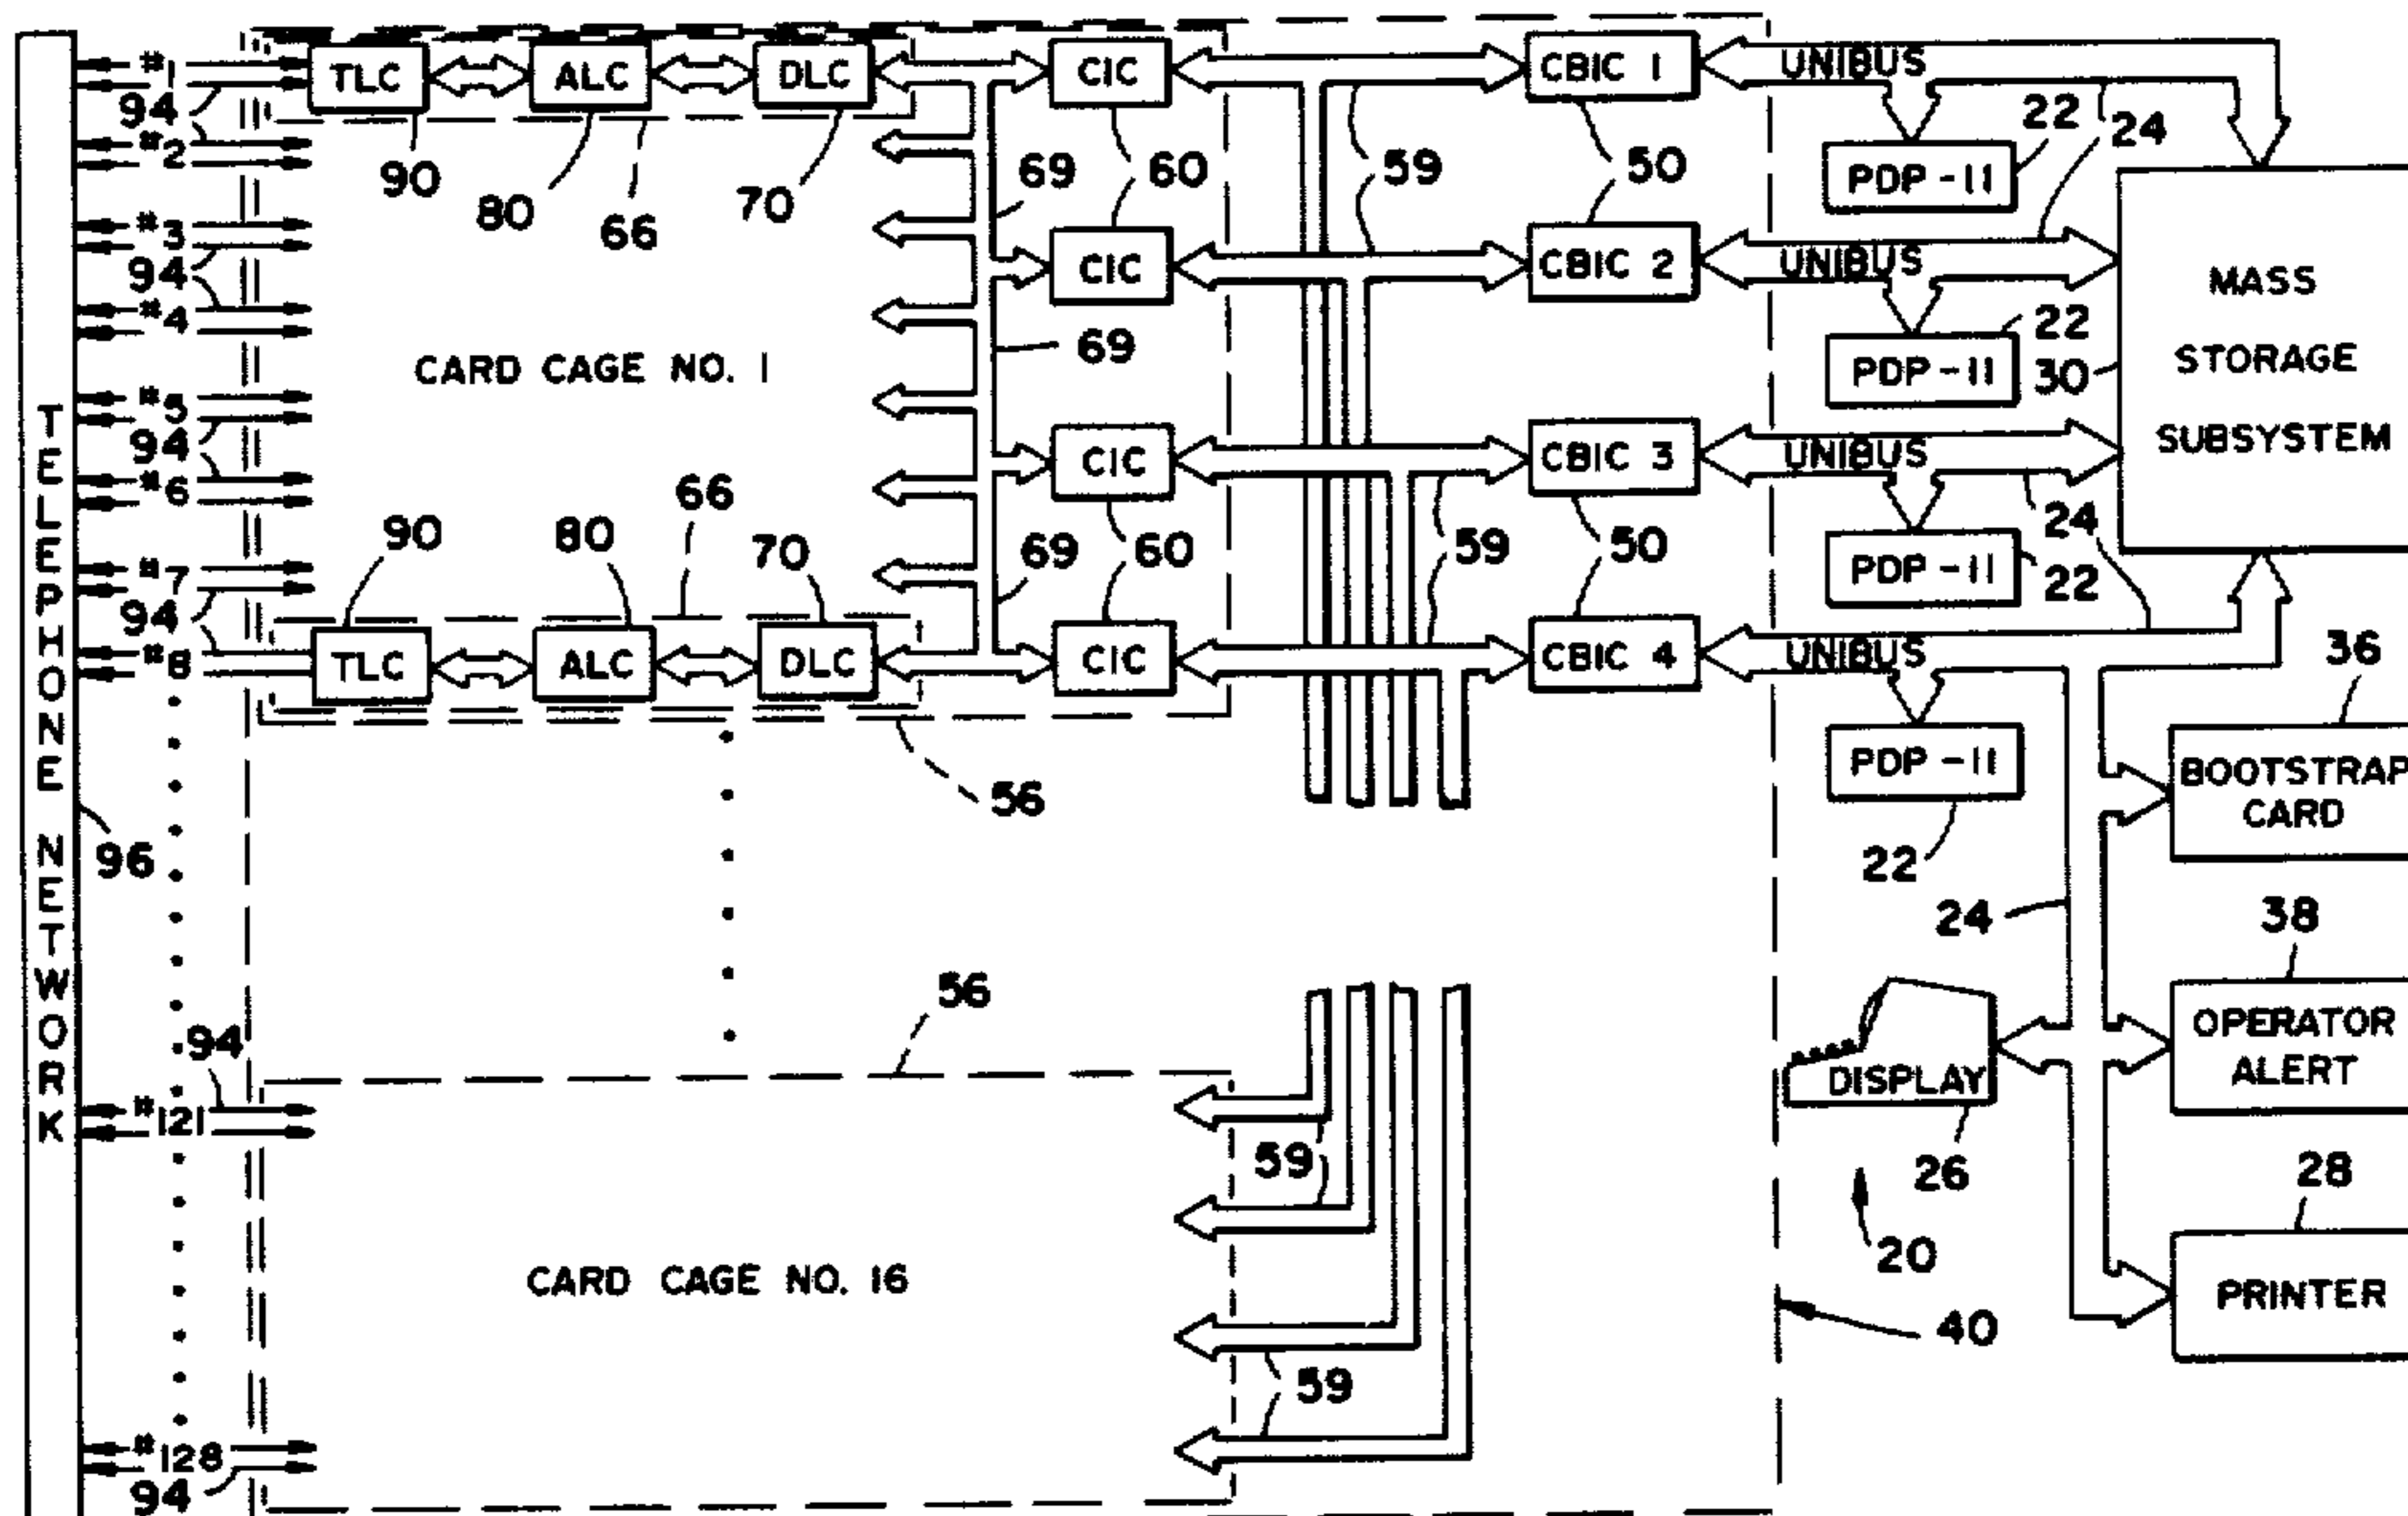 TELEPHONE NETWORK
96
#1
94
#2
#3
94
#4
#5
94
#6
#7
94
#8
94
#121
#128
94
TLC
ALC
DLC
CIC
CBIC 1
UNIBUS
90
80
66
70
69
60
59
50
PDP-11
22
24
CIC
CBIC 2
UNIBUS
MASS
STORAGE
SUBSYSTEM
30
CARD CAGE NO. 1
69
PDP-11
22
CIC
CBIC 3
UNIBUS
66
90
80
70
69
60
59
50
24
PDP-11
22
TLC
ALC
DLC
CIC
CBIC 4
UNIBUS
36
56
PDP-11
22
BOOTSTRAP
CARD
24
38
56
DISPLAY
26
OPERATOR
ALERT
59
20
28
CARD CAGE NO. 16
40
PRINTER
59